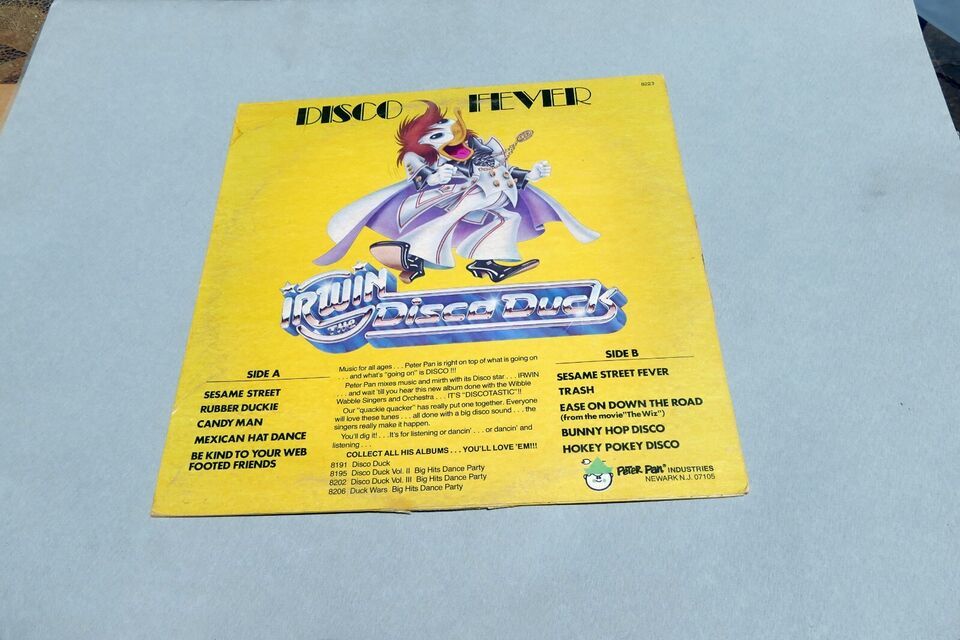 8223
DISCO FEVER
IRWIN
THE
Disco Duck
SIDE A
SESAME STREET
RUBBER DUCKIE
CANDY MAN
MEXICAN HAT DANCE
BE KIND TO YOUR WEB
FOOTED FRIENDS
Music for all ages . . . Peter Pan is right on top of what is going on
. . . and what's "going on" is DISCO !!!
Peter Pan mixes music and mirth with its Disco star . . . IRWIN
. . . and wait 'till you hear this new album done with the Wibble
Wabble Singers and Orchestra . . . IT'S "DISCOTASTIC"!!
Our "quackie quacker" has really put one together. Everyone
will love these tunes . . . all done with a big disco sound . . . the
singers really make it happen.
You'll dig it! . . . It's for listening or dancin' . . . or dancin' and
listening . . .
COLLECT ALL HIS ALBUMS . . . YOU'LL LOVE 'EM!!!
8191 Disco Duck
8195 Disco Duck Vol. II Big Hits Dance Party
8202 Disco Duck Vol. III Big Hits Dance Party
8206 Duck Wars Big Hits Dance Party
SIDE B
SESAME STREET FEVER
TRASH
EASE ON DOWN THE ROAD
(from the movie"The Wiz")
BUNNY HOP DISCO
HOKEY POKEY DISCO
Peter Pan® INDUSTRIES
NEWARK N.J. 07105